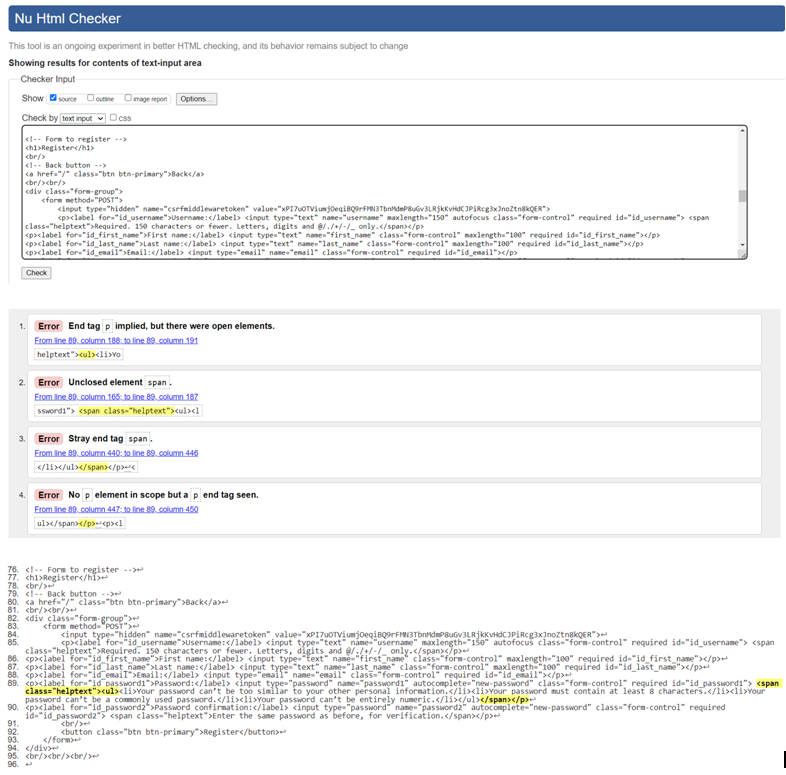 Nu Html Checker
This tool is an ongoing experiment in better HTML checking, and its behavior remains subject to change
Showing results for contents of text-input area
Checker Input
Show source outline image report Options...
Check by text input css
<!-- Form to register -->
<h1>Register</h1>
<br/>
<!-- Back button -->
<a href="/" class="btn btn-primary">Back</a>
<br/><br/>
<div class="form-group">
<form method="POST">
<input type="hidden" name="csrfmiddlewaretoken" value="xPI7uOTViumjOeqiBQ9rFMN3TbnMdmP8uGv3LRjkKvHdCJPiRcg3xJnoZtn8kQER">
<p><label for="id_username">Username:</label> <input type="text" name="username" maxlength="150" autofocus class="form-control" required id="id_username"> <span
class="helptext">Required. 150 characters or fewer. Letters, digits and @/./+/-/_ only.</span></p>
<p><label for="id_first_name">First name:</label> <input type="text" name="first_name" class="form-control" maxlength="100" required id="id_first_name"></p>
<p><label for="id_last_name">Last name:</label> <input type="text" name="last_name" class="form-control" maxlength="100" required id="id_last_name"></p>
<p><label for="id_email">Email:</label> <input type="email" name="email" class="form-control" required id="id_email"></p>
Check
1. Error End tag p implied, but there were open elements.
From line 89, column 188; to line 89, column 191
helptext"><ul><li>Yo
2. Error Unclosed element span.
From line 89, column 165; to line 89, column 187
ssword1"> <span class="helptext"><ul><l
3. Error Stray end tag span.
From line 89, column 440; to line 89, column 446
</li></ul></span></p>↩<
4. Error No p element in scope but a p end tag seen.
From line 89, column 447; to line 89, column 450
ul></span></p>↩<p><l
76. <!-- Form to register -->↩
77. <h1>Register</h1>↩
78. <br/>↩
79. <!-- Back button -->↩
80. <a href="/" class="btn btn-primary">Back</a>↩
81. <br/><br/>↩
82. <div class="form-group">↩
83. <form method="POST">↩
84. <input type="hidden" name="csrfmiddlewaretoken" value="xPI7uOTViumjOeqiBQ9rFMN3TbnMdmP8uGv3LRjkKvHdCJPiRcg3xJnoZtn8kQER">↩
85. <p><label for="id_username">Username:</label> <input type="text" name="username" maxlength="150" autofocus class="form-control" required id="id_username"> <span
class="helptext">Required. 150 characters or fewer. Letters, digits and @/./+/-/_ only.</span></p>↩
86. <p><label for="id_first_name">First name:</label> <input type="text" name="first_name" class="form-control" maxlength="100" required id="id_first_name"></p>↩
87. <p><label for="id_last_name">Last name:</label> <input type="text" name="last_name" class="form-control" maxlength="100" required id="id_last_name"></p>↩
88. <p><label for="id_email">Email:</label> <input type="email" name="email" class="form-control" required id="id_email"></p>↩
89. <p><label for="id_password1">Password:</label> <input type="password" name="password1" autocomplete="new-password" class="form-control" required id="id_password1"> <span
class="helptext"><ul><li>Your password can't be too similar to your other personal information.</li><li>Your password must contain at least 8 characters.</li><li>Your
password can't be a commonly used password.</li><li>Your password can't be entirely numeric.</li></ul></span></p>↩
90. <p><label for="id_password2">Password confirmation:</label> <input type="password" name="password2" autocomplete="new-password" class="form-control" required
id="id_password2"> <span class="helptext">Enter the same password as before, for verification.</span></p>↩
91. <br/>↩
92. <button class="btn btn-primary">Register</button>↩
93. </form>↩
94. </div>↩
95. <br/><br/><br/>↩
96. ↩